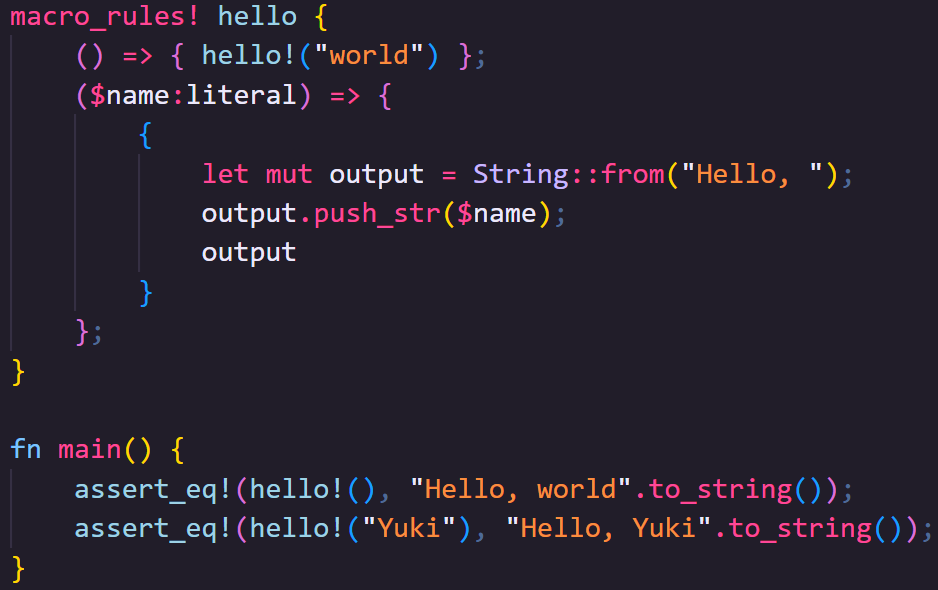 macro_rules! hello {
    () => { hello!("world") };
    ($name:literal) => {
        {
            let mut output = String::from("Hello, ");
            output.push_str($name);
            output
        }
    };
}

fn main() {
    assert_eq!(hello!(), "Hello, world".to_string());
    assert_eq!(hello!("Yuki"), "Hello, Yuki".to_string());
}